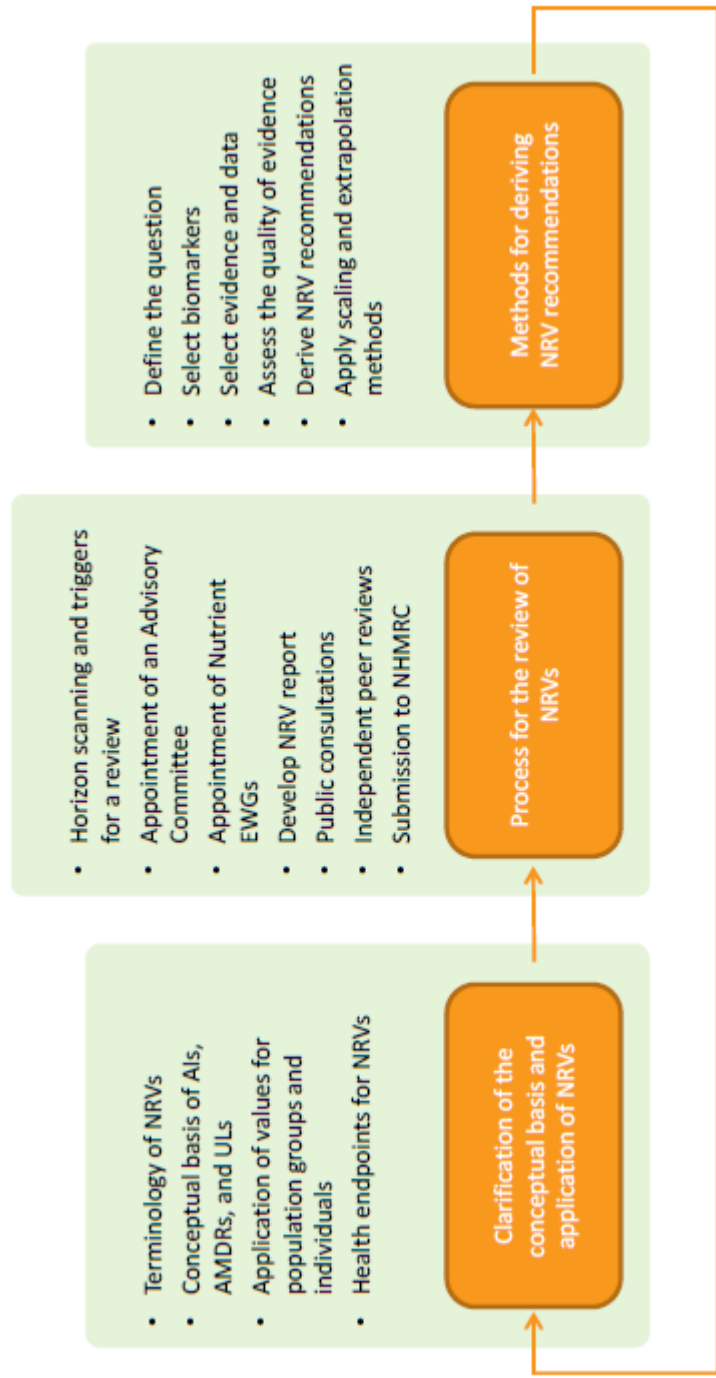 • Terminology of NRVs
• Conceptual basis of AIs,
AMDRs, and ULs
• Application of values for
population groups and
individuals
• Health endpoints for NRVs
Clarification of the
conceptual basis and
application of NRVs
• Horizon scanning and triggers
for a review
• Appointment of an Advisory
Committee
• Appointment of Nutrient
EWGs
• Develop NRV report
• Public consultations
• Independent peer reviews
• Submission to NHMRC
Process for the review of
NRVs
• Define the question
• Select biomarkers
• Select evidence and data
• Assess the quality of evidence
• Derive NRV recommendations
• Apply scaling and extrapolation
methods
Methods for deriving
NRV recommendations